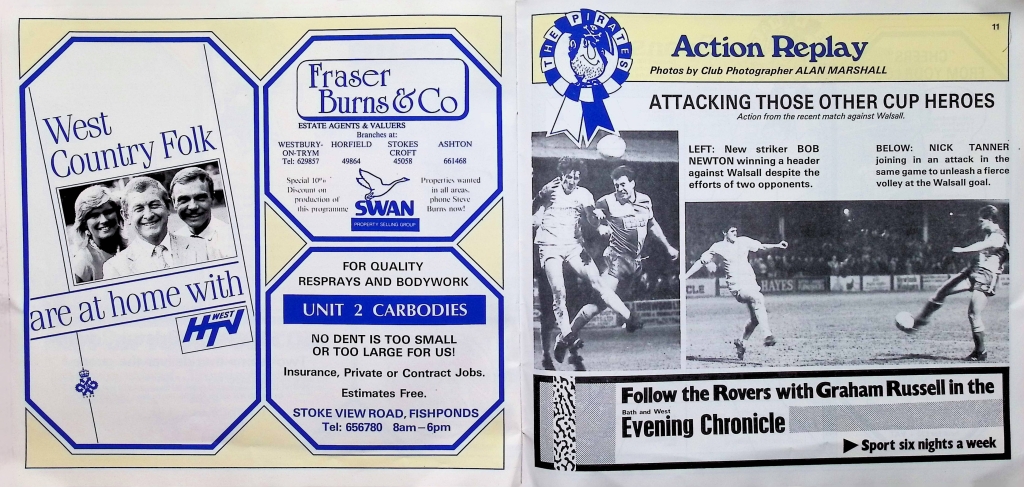 West
Country Folk
are at home with
HTV WEST
Fraser
Burns & Co
ESTATE AGENTS & VALUERS
Branches at:
WESTBURY-ON-TRYM Tel: 629857
HORFIELD 49864
STOKES CROFT 45058
ASHTON 661468
Special 10%
Discount on
production of
this programme
SWAN
PROPERTY SELLING GROUP
Properties wanted
in all areas,
phone Steve
Burns now!
FOR QUALITY
RESPRAYS AND BODYWORK
UNIT 2 CARBODIES
NO DENT IS TOO SMALL
OR TOO LARGE FOR US!
Insurance, Private or Contract Jobs.
Estimates Free.
STOKE VIEW ROAD, FISHPONDS
Tel: 656780 8am–6pm
11
THE PIRATES
Action Replay
Photos by Club Photographer ALAN MARSHALL
ATTACKING THOSE OTHER CUP HEROES
Action from the recent match against Walsall.
LEFT: New striker BOB
NEWTON winning a header
against Walsall despite the
efforts of two opponents.
BELOW: NICK TANNER
joining in an attack in the
same game to unleash a fierce
volley at the Walsall goal.
CLE
HAYES
Follow the Rovers with Graham Russell in the
Bath and West
Evening Chronicle
▶ Sport six nights a week